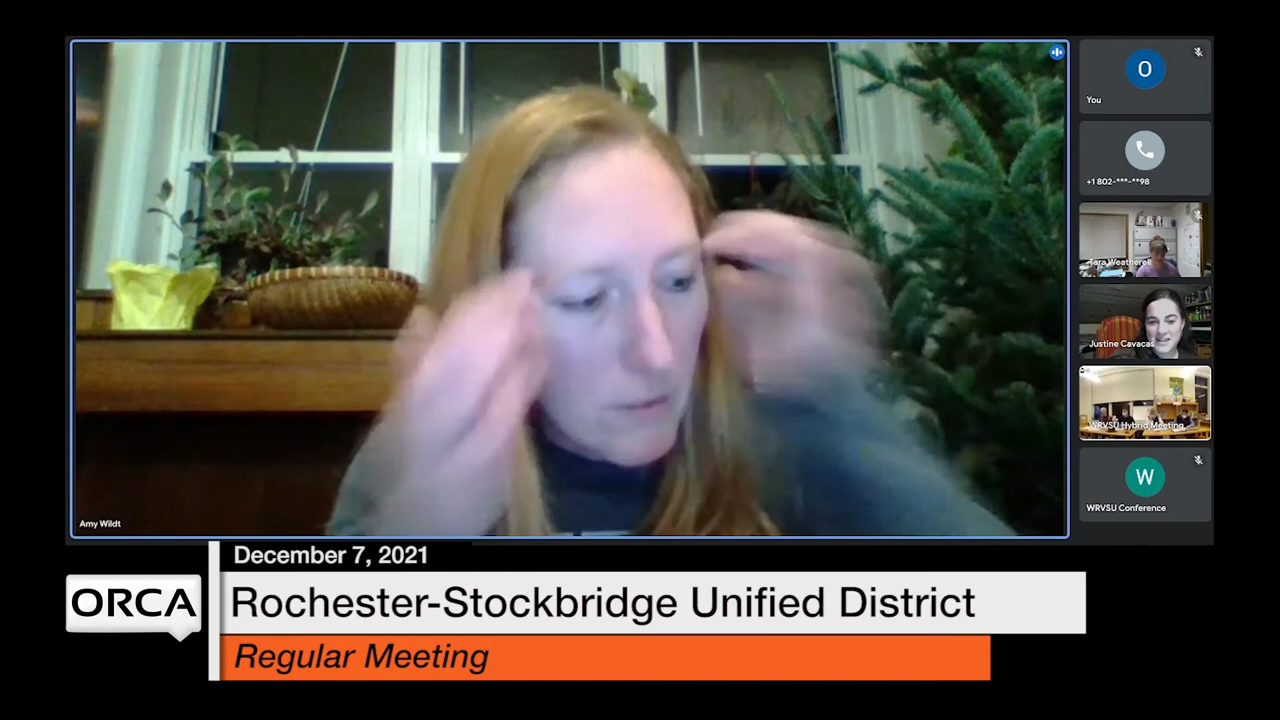 Amy Wildt
O
You
+1 802-***-**98
Tara Weatherell
Justine Cavacas
WRVSU Hybrid Meeting
W
WRVSU Conference
December 7, 2021
ORCA
Rochester-Stockbridge Unified District
Regular Meeting